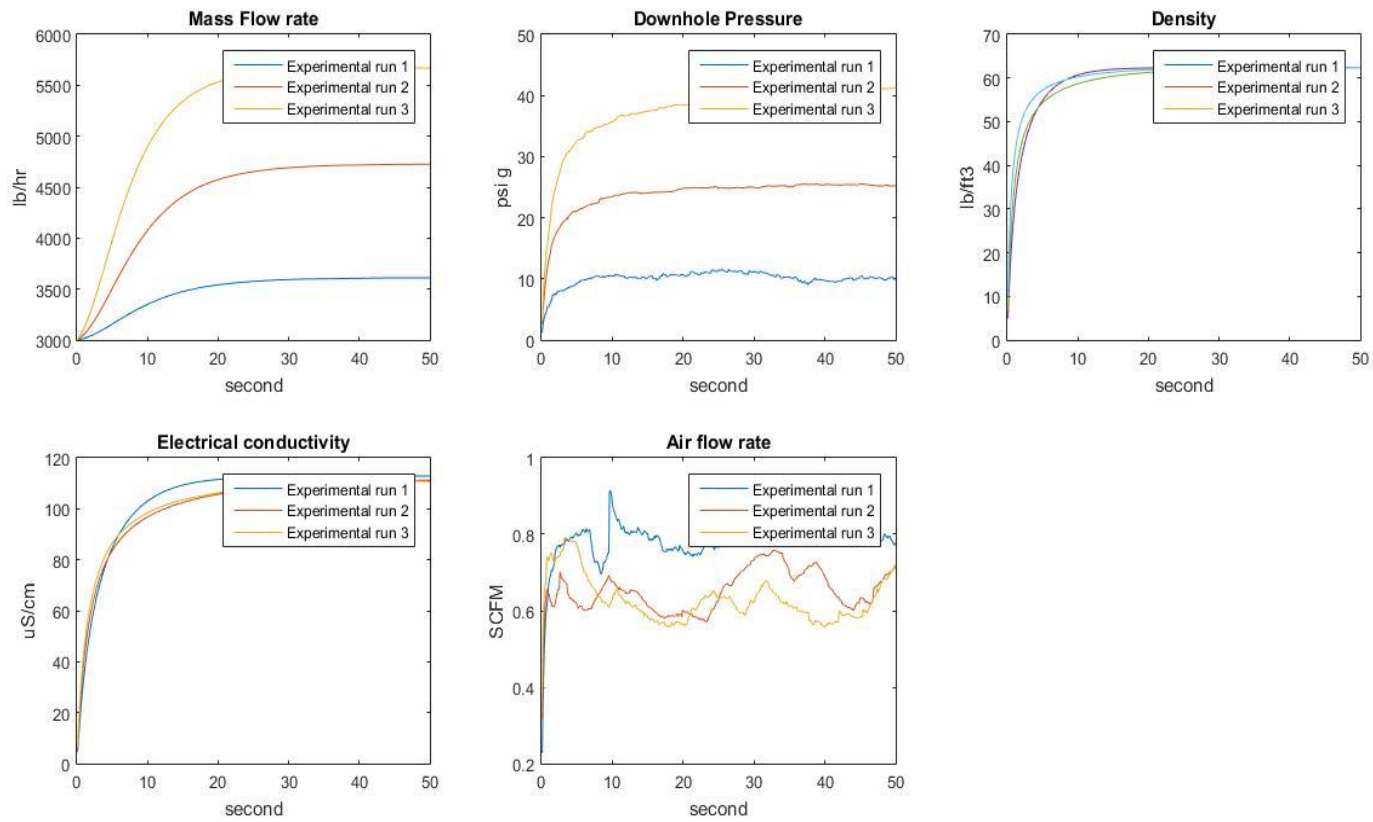 Mass Flow rate
6000
5500
5000
4500
4000
3500
3000
lb/hr
0 10 20 30 40 50
second
Experimental run 1
Experimental run 2
Experimental run 3
Downhole Pressure
50
40
30
20
10
0
psi g
0 10 20 30 40 50
second
Experimental run 1
Experimental run 2
Experimental run 3
Density
70
60
50
40
30
20
10
0
lb/ft3
0 10 20 30 40 50
second
Experimental run 1
Experimental run 2
Experimental run 3
Electrical conductivity
120
100
80
60
40
20
0
uS/cm
0 10 20 30 40 50
second
Experimental run 1
Experimental run 2
Experimental run 3
Air flow rate
1
0.8
0.6
0.4
0.2
SCFM
0 10 20 30 40 50
second
Experimental run 1
Experimental run 2
Experimental run 3